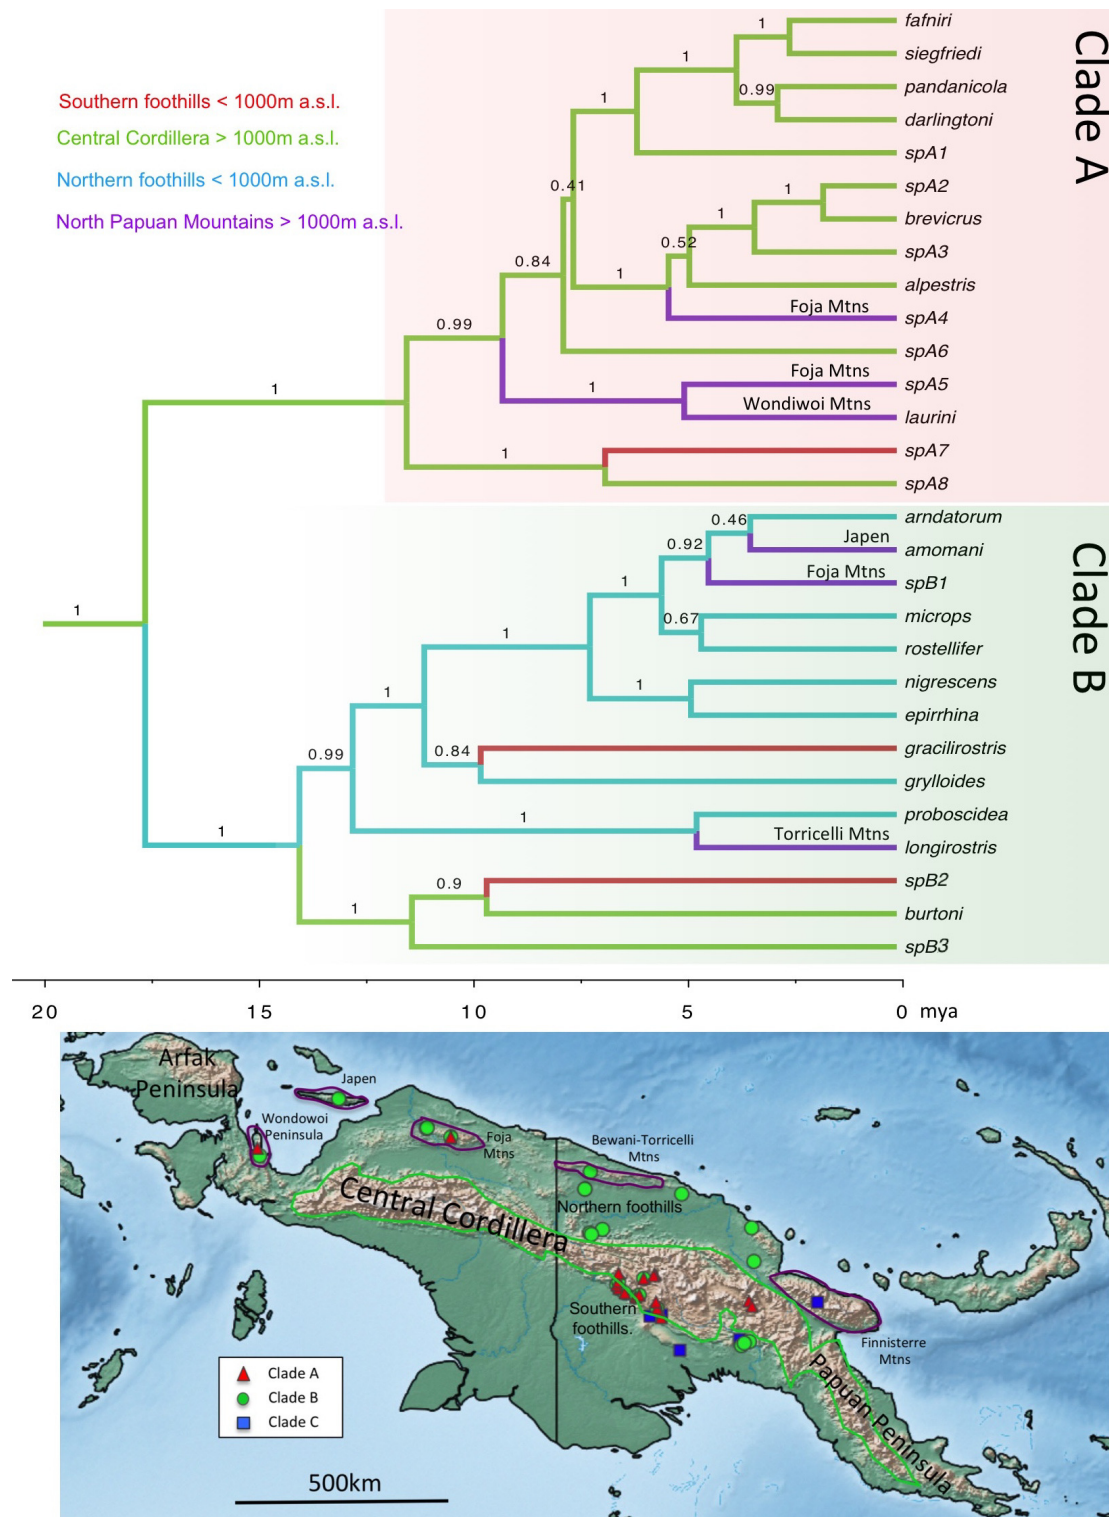 Southern foothills < 1000m a.s.l.
Central Cordillera > 1000m a.s.l.
Northern foothills < 1000m a.s.l.
North Papuan Mountains > 1000m a.s.l.
Clade A
1
fafniri
siegfriedi
1
0.99
pandanicola
darlingtoni
1
spA1
0.41
1
spA2
brevicrus
1
spA3
0.52
alpestris
0.84
1
Foja Mtns
spA4
0.99
spA6
1
Foja Mtns
spA5
1
Wondiwoi Mtns
laurini
1
spA7
spA8
Clade B
0.46
arndatorum
Japen
amomani
0.92
Foja Mtns
spB1
1
0.67
microps
rostellifer
1
1
nigrescens
epirrhina
1
1
0.84
gracilirostris
grylloides
0.99
1
proboscidea
Torricelli Mtns
longirostris
1
0.9
spB2
burtoni
1
spB3
20 15 10 5 0 mya
Arfak
Peninsula
Japen
Wondowoi
Peninsula
Foja
Mtns
Bewani-Torricelli
Mtns
Central Cordillera
Northern foothills
Southern
foothills.
Finnisterre
Mtns
Papuan Peninsula
Clade A
Clade B
Clade C
500km